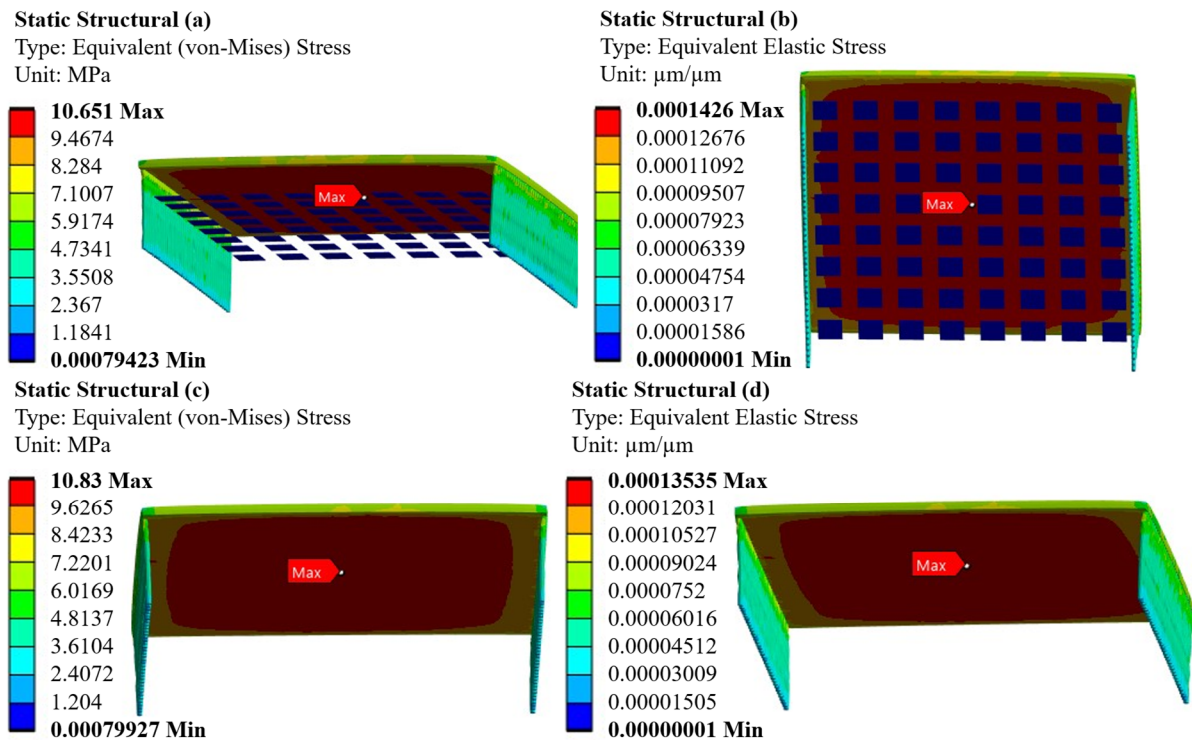 Static Structural (a)
Type: Equivalent (von-Mises) Stress
Unit: MPa
10.651 Max
9.4674
8.284
7.1007
5.9174
4.7341
3.5508
2.367
1.1841
0.00079423 Min
Max
Static Structural (b)
Type: Equivalent Elastic Stress
Unit: µm/µm
0.0001426 Max
0.00012676
0.00011092
0.00009507
0.00007923
0.00006339
0.00004754
0.0000317
0.00001586
0.00000001 Min
Max
Static Structural (c)
Type: Equivalent (von-Mises) Stress
Unit: MPa
10.83 Max
9.6265
8.4233
7.2201
6.0169
4.8137
3.6104
2.4072
1.204
0.00079927 Min
Max
Static Structural (d)
Type: Equivalent Elastic Stress
Unit: µm/µm
0.00013535 Max
0.00012031
0.00010527
0.00009024
0.0000752
0.00006016
0.00004512
0.00003009
0.00001505
0.00000001 Min
Max